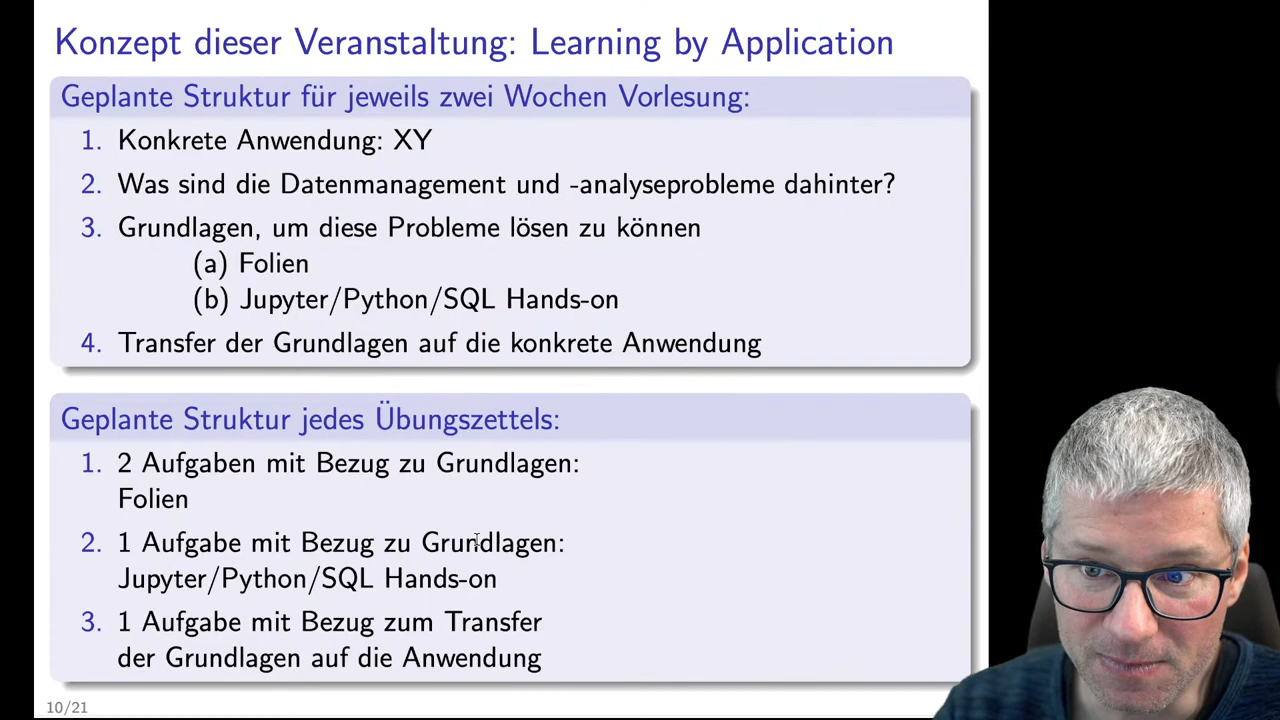 Konzept dieser Veranstaltung: Learning by Application
Geplante Struktur für jeweils zwei Wochen Vorlesung:
1. Konkrete Anwendung: XY
2. Was sind die Datenmanagement und -analyseprobleme dahinter?
3. Grundlagen, um diese Probleme lösen zu können
(a) Folien
(b) Jupyter/Python/SQL Hands-on
4. Transfer der Grundlagen auf die konkrete Anwendung
Geplante Struktur jedes Übungszettels:
1. 2 Aufgaben mit Bezug zu Grundlagen:
Folien
2. 1 Aufgabe mit Bezug zu Grundlagen:
Jupyter/Python/SQL Hands-on
3. 1 Aufgabe mit Bezug zum Transfer
der Grundlagen auf die Anwendung
10/21